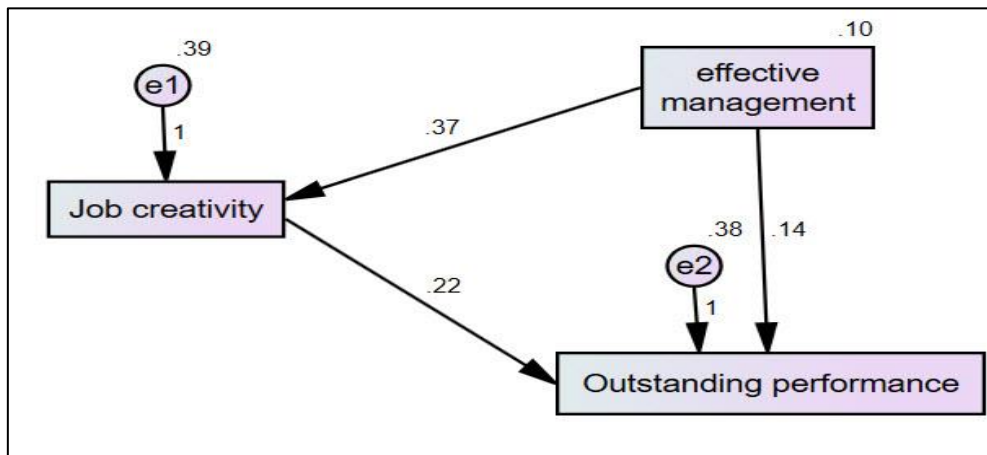 .39
e1
1
Job creativity
.37
.10
effective
management
.14
.22
.38
e2
1
Outstanding performance